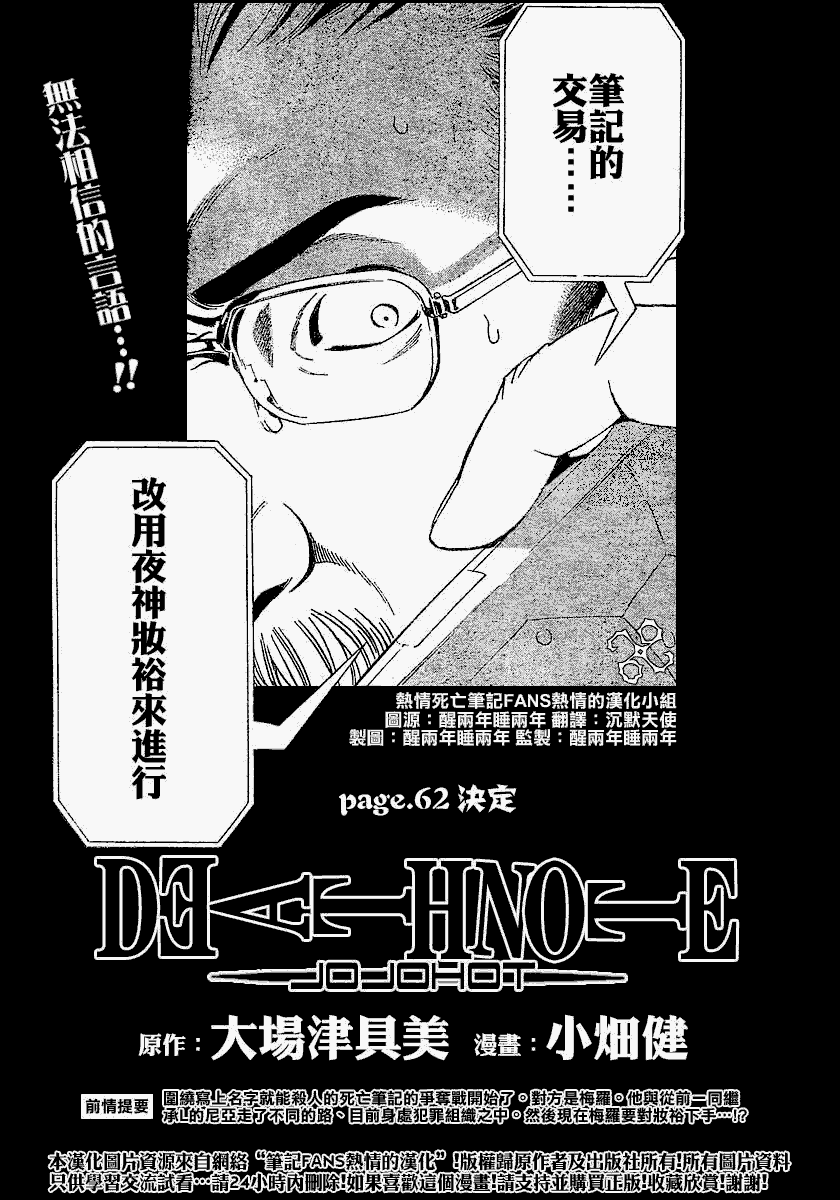 筆記的
交易……
無法相信的言語…!!
改用夜神妝裕來進行
熱情死亡筆記FANS熱情的漢化小組
圖源：醒兩年睡兩年 翻譯：沉默天使
製圖：醒兩年睡兩年 監製：醒兩年睡兩年
page.62 決定
DEATH NOTE
JOJOHOT
原作：大場津具美 漫畫：小畑健
前情提要
圍繞寫上名字就能殺人的死亡筆記的爭奪戰開始了。對方是梅羅。他與從前一同繼
承L的尼亞走了不同的路、目前身處犯罪組織之中。然後現在梅羅要對妝裕下手…!?
本漢化圖片資源來自網絡“筆記FANS熱情的漢化”!版權歸原作者及出版社所有!所有圖片資料
只供學習交流試看…請24小時內刪除!如果喜歡這個漫畫!請支持並購買正版!收藏欣賞!謝謝!